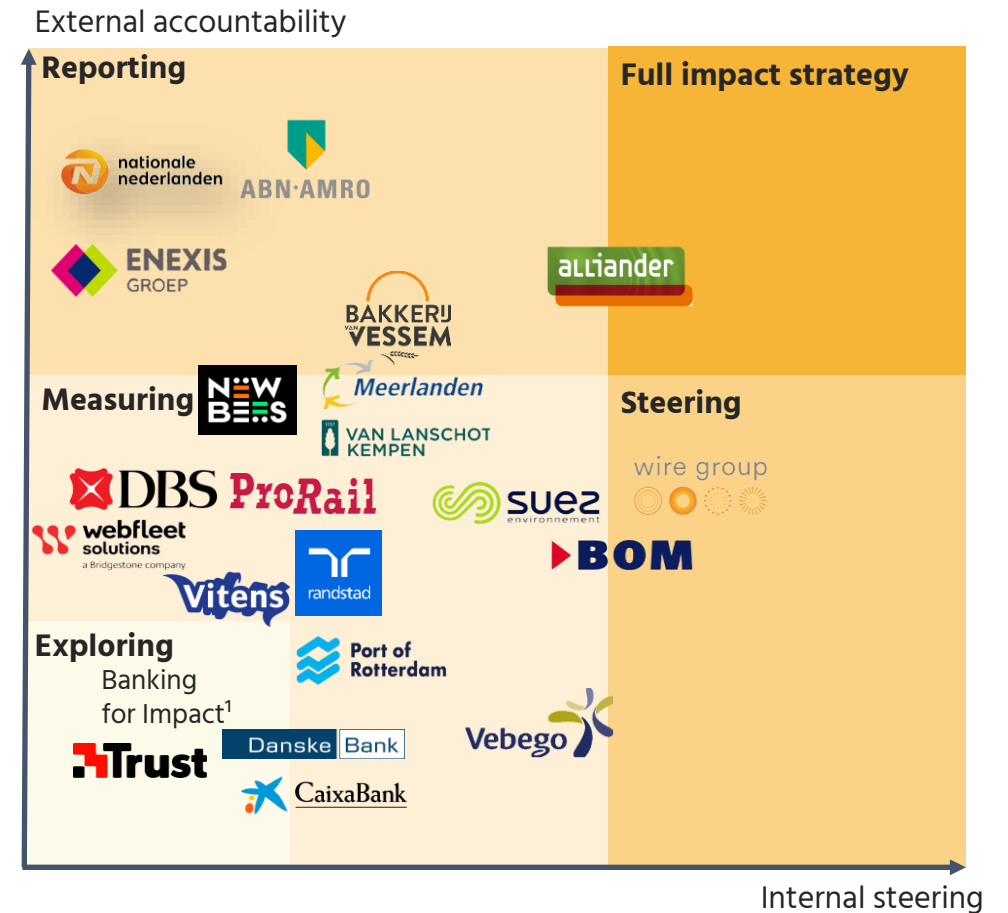 External accountability
Reporting
Full impact strategy
nationale
nederlanden
ABN·AMRO
ENEXIS
GROEP
alliander
BAKKERIJ
VAN VESSEM
Measuring
NEW
BEES
Meerlanden
Steering
1737
VAN LANSCHOT
KEMPEN
wire group
DBS
ProRail
suez
environnement
webfleet
solutions
a Bridgestone company
BOM
Vitens
randstad
Exploring
Port of
Rotterdam
Banking
for Impact¹
Vebego
Trust
Danske Bank
CaixaBank
Internal steering